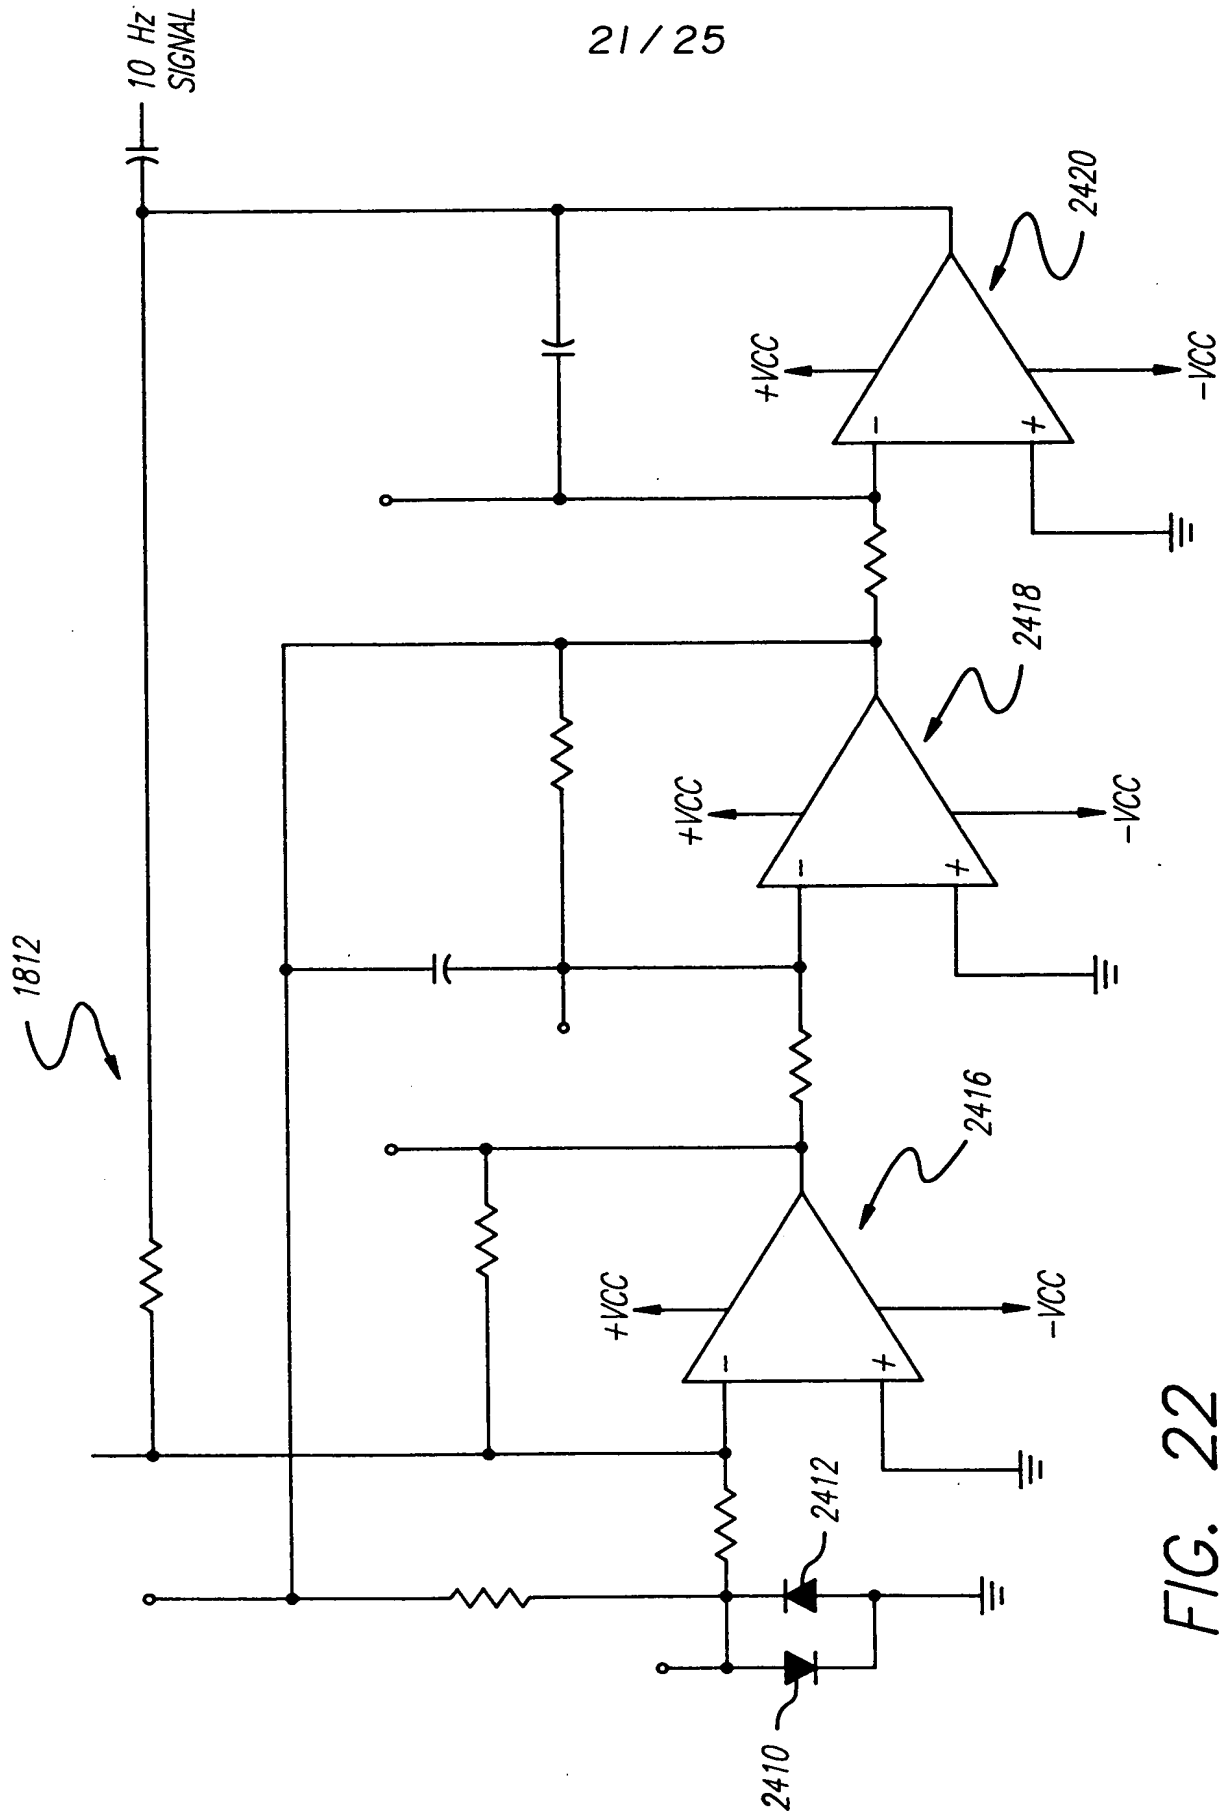 21/25
10 Hz
SIGNAL
1812
+VCC
−
+
−VCC
2420
+VCC
−
+
−VCC
2418
+VCC
−
+
−VCC
2416
2412
2410
FIG. 22